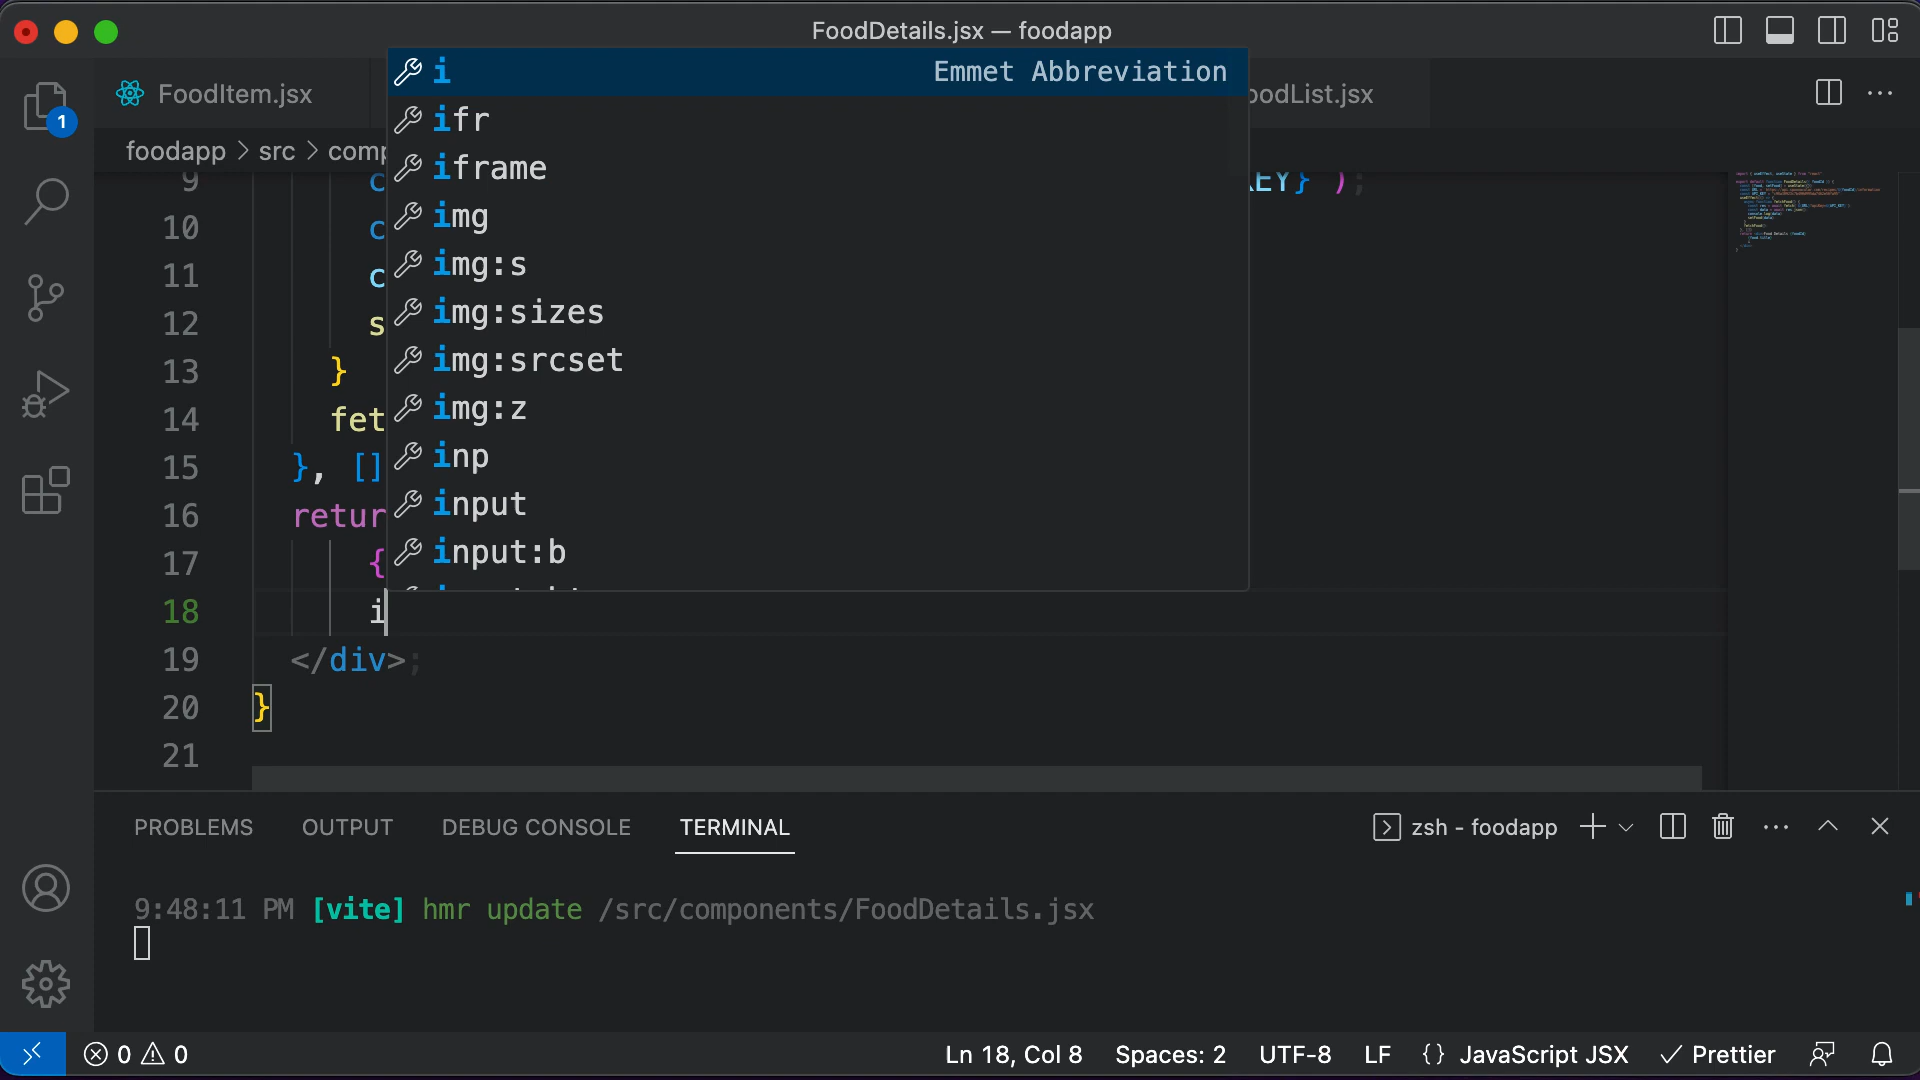 FoodDetails.jsx — foodapp
1
FoodItem.jsx
oodList.jsx
foodapp > src > comp
i Emmet Abbreviation
ifr
iframe
img
img:s
img:sizes
img:srcset
img:z
inp
input
input:b
9 c EY}`);
10 c
11 c
12 s
13 }
14 fet
15 }, []
16 retur
17 {
18 i
19 </div>;
20 }
21
PROBLEMS OUTPUT DEBUG CONSOLE TERMINAL
zsh - foodapp
9:48:11 PM [vite] hmr update /src/components/FoodDetails.jsx
0 0
Ln 18, Col 8 Spaces: 2 UTF-8 LF {} JavaScript JSX Prettier